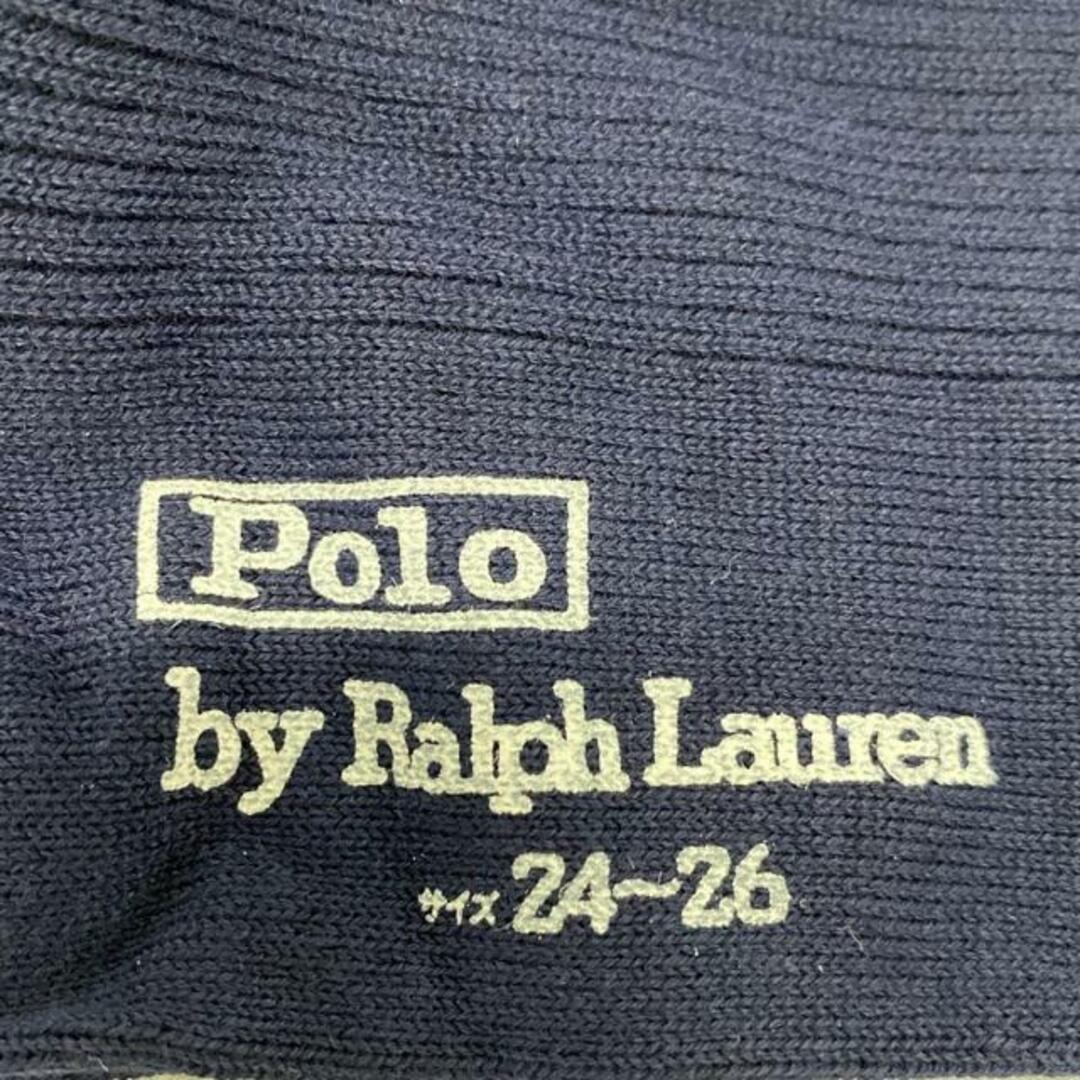 Polo
by Ralph Lauren
サイズ 24~26